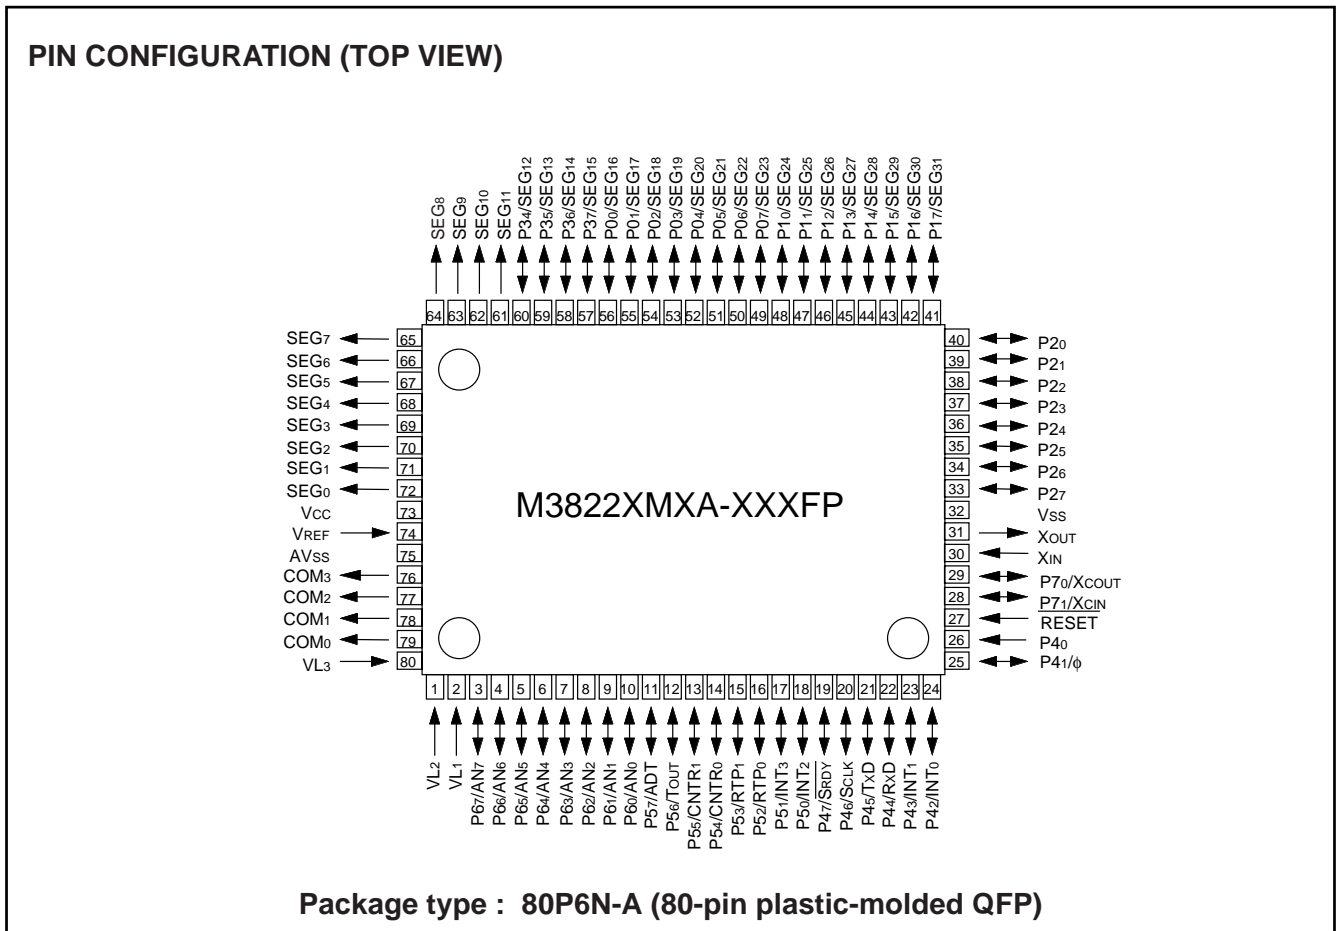 PIN CONFIGURATION (TOP VIEW)
SEG8
SEG9
SEG10
SEG11
P34/SEG12
P35/SEG13
P36/SEG14
P37/SEG15
P00/SEG16
P01/SEG17
P02/SEG18
P03/SEG19
P04/SEG20
P05/SEG21
P06/SEG22
P07/SEG23
P10/SEG24
P11/SEG25
P12/SEG26
P13/SEG27
P14/SEG28
P15/SEG29
P16/SEG30
P17/SEG31
64 63 62 61 60 59 58 57 56 55 54 53 52 51 50 49 48 47 46 45 44 43 42 41
SEG7 65
SEG6 66
SEG5 67
SEG4 68
SEG3 69
SEG2 70
SEG1 71
SEG0 72
VCC 73
VREF 74
AVSS 75
COM3 76
COM2 77
COM1 78
COM0 79
VL3 80
M3822XMXA-XXXFP
40 P20
39 P21
38 P22
37 P23
36 P24
35 P25
34 P26
33 P27
32 VSS
31 XOUT
30 XIN
29 P70/XCOUT
28 P71/XCIN
27 RESET
26 P40
25 P41/ϕ
1 2 3 4 5 6 7 8 9 10 11 12 13 14 15 16 17 18 19 20 21 22 23 24
VL2
VL1
P67/AN7
P66/AN6
P65/AN5
P64/AN4
P63/AN3
P62/AN2
P61/AN1
P60/AN0
P57/ADT
P56/TOUT
P55/CNTR1
P54/CNTR0
P53/RTP1
P52/RTP0
P51/INT3
P50/INT2
P47/SRDY
P46/SCLK
P45/TXD
P44/RXD
P43/INT1
P42/INT0
Package type : 80P6N-A (80-pin plastic-molded QFP)